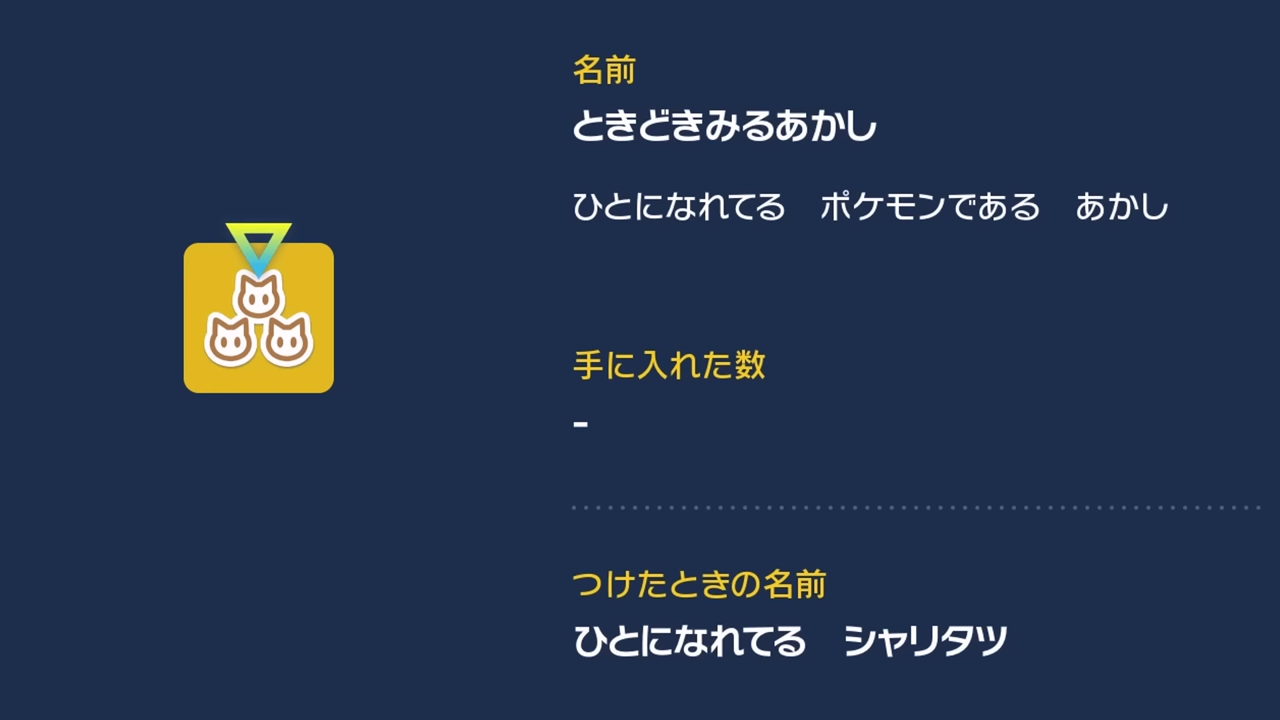 名前
ときどきみるあかし
ひとになれてる　ポケモンである　あかし
手に入れた数
-
つけたときの名前
ひとになれてる　シャリタツ